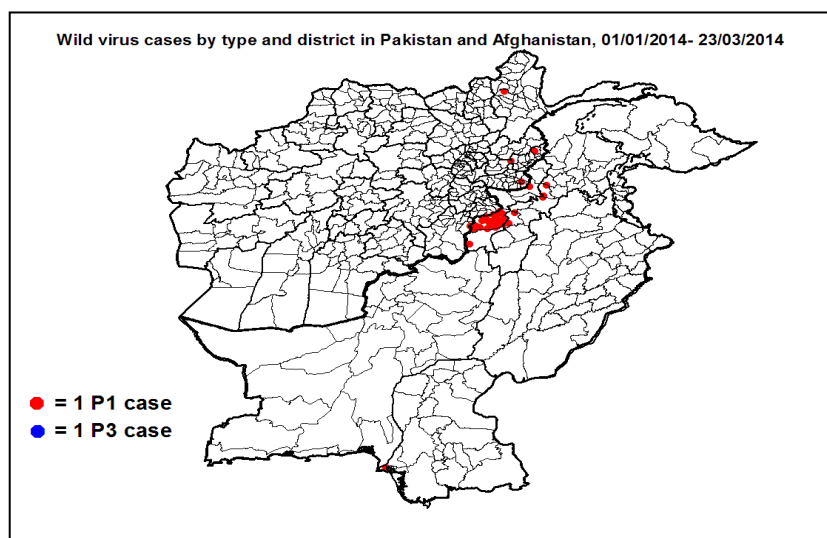 Wild virus cases by type and district in Pakistan and Afghanistan, 01/01/2014- 23/03/2014
= 1 P1 case
= 1 P3 case